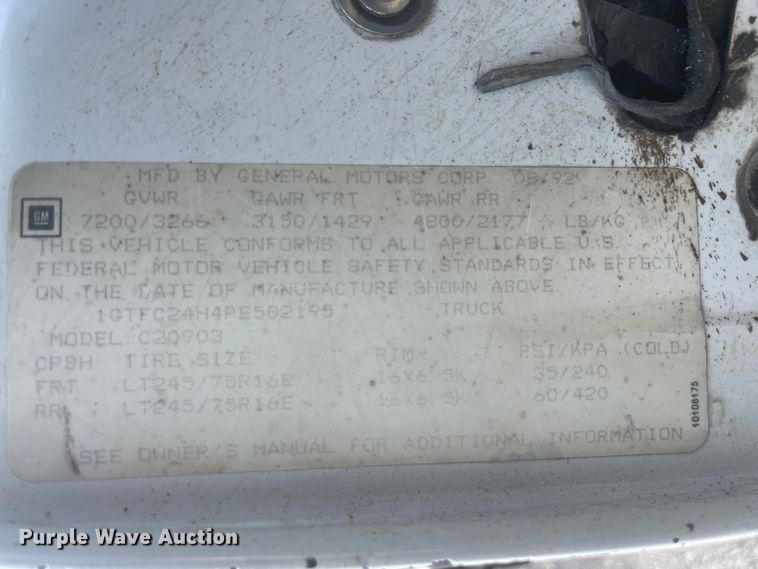 MFD BY GENERAL MOTORS CORP 08/92
GVWR GAWR FRT GAWR RR
GM
7200/3266 3150/1429 4800/2177 LB/KG
THIS VEHICLE CONFORMS TO ALL APPLICABLE U.S.
FEDERAL MOTOR VEHICLE SAFETY STANDARDS IN EFFECT
ON THE DATE OF MANUFACTURE SHOWN ABOVE
1GTFC24H4PE502195 TRUCK
MODEL: C20903
CPBH TIRE SIZE RIM PSI/KPA (COLD)
FRT LT245/75R16E 16X6.5K 35/240
RR LT245/75R16E 16X6.5K 60/420
SEE OWNER'S MANUAL FOR ADDITIONAL INFORMATION
10108175
Purple Wave Auction